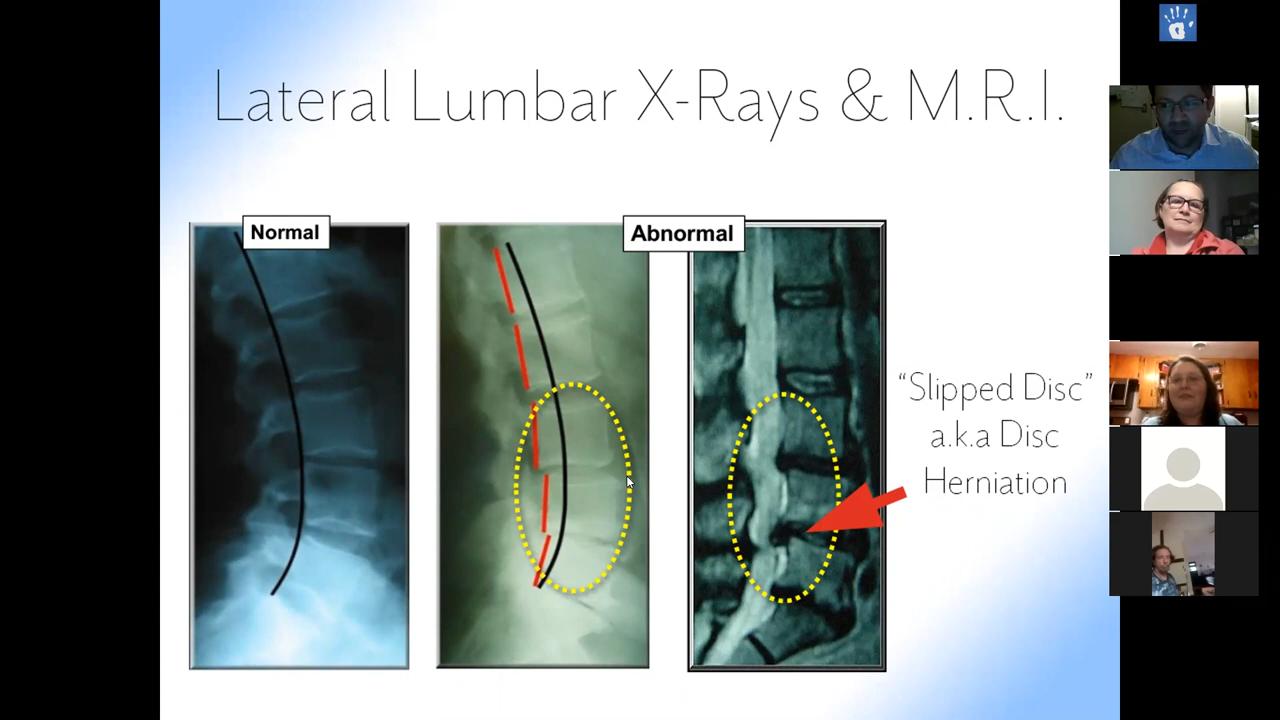 Lateral Lumbar X-Rays & M.R.I.
Normal
Abnormal
“Slipped Disc”
a.k.a Disc
Herniation